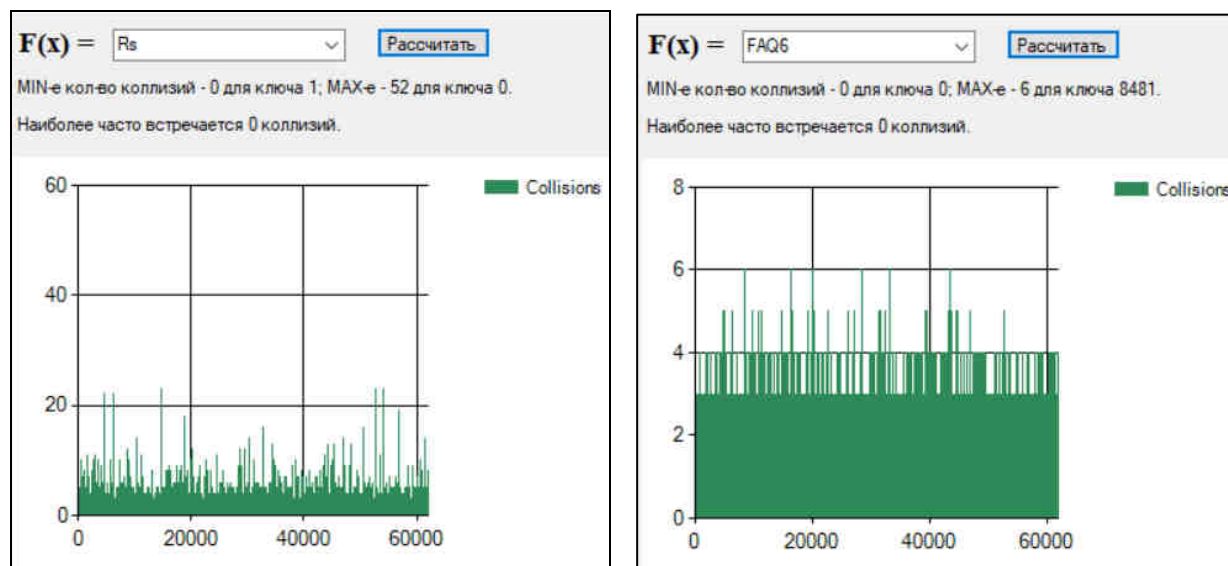 F(x) = Rs Рассчитать
MIN-е кол-во коллизий - 0 для ключа 1; MAX-е - 52 для ключа 0.
Наиболее часто встречается 0 коллизий.
60
40
20
0
0 20000 40000 60000
Collisions
F(x) = FAQ6 Рассчитать
MIN-е кол-во коллизий - 0 для ключа 0; MAX-е - 6 для ключа 8481.
Наиболее часто встречается 0 коллизий.
8
6
4
2
0
0 20000 40000 60000
Collisions